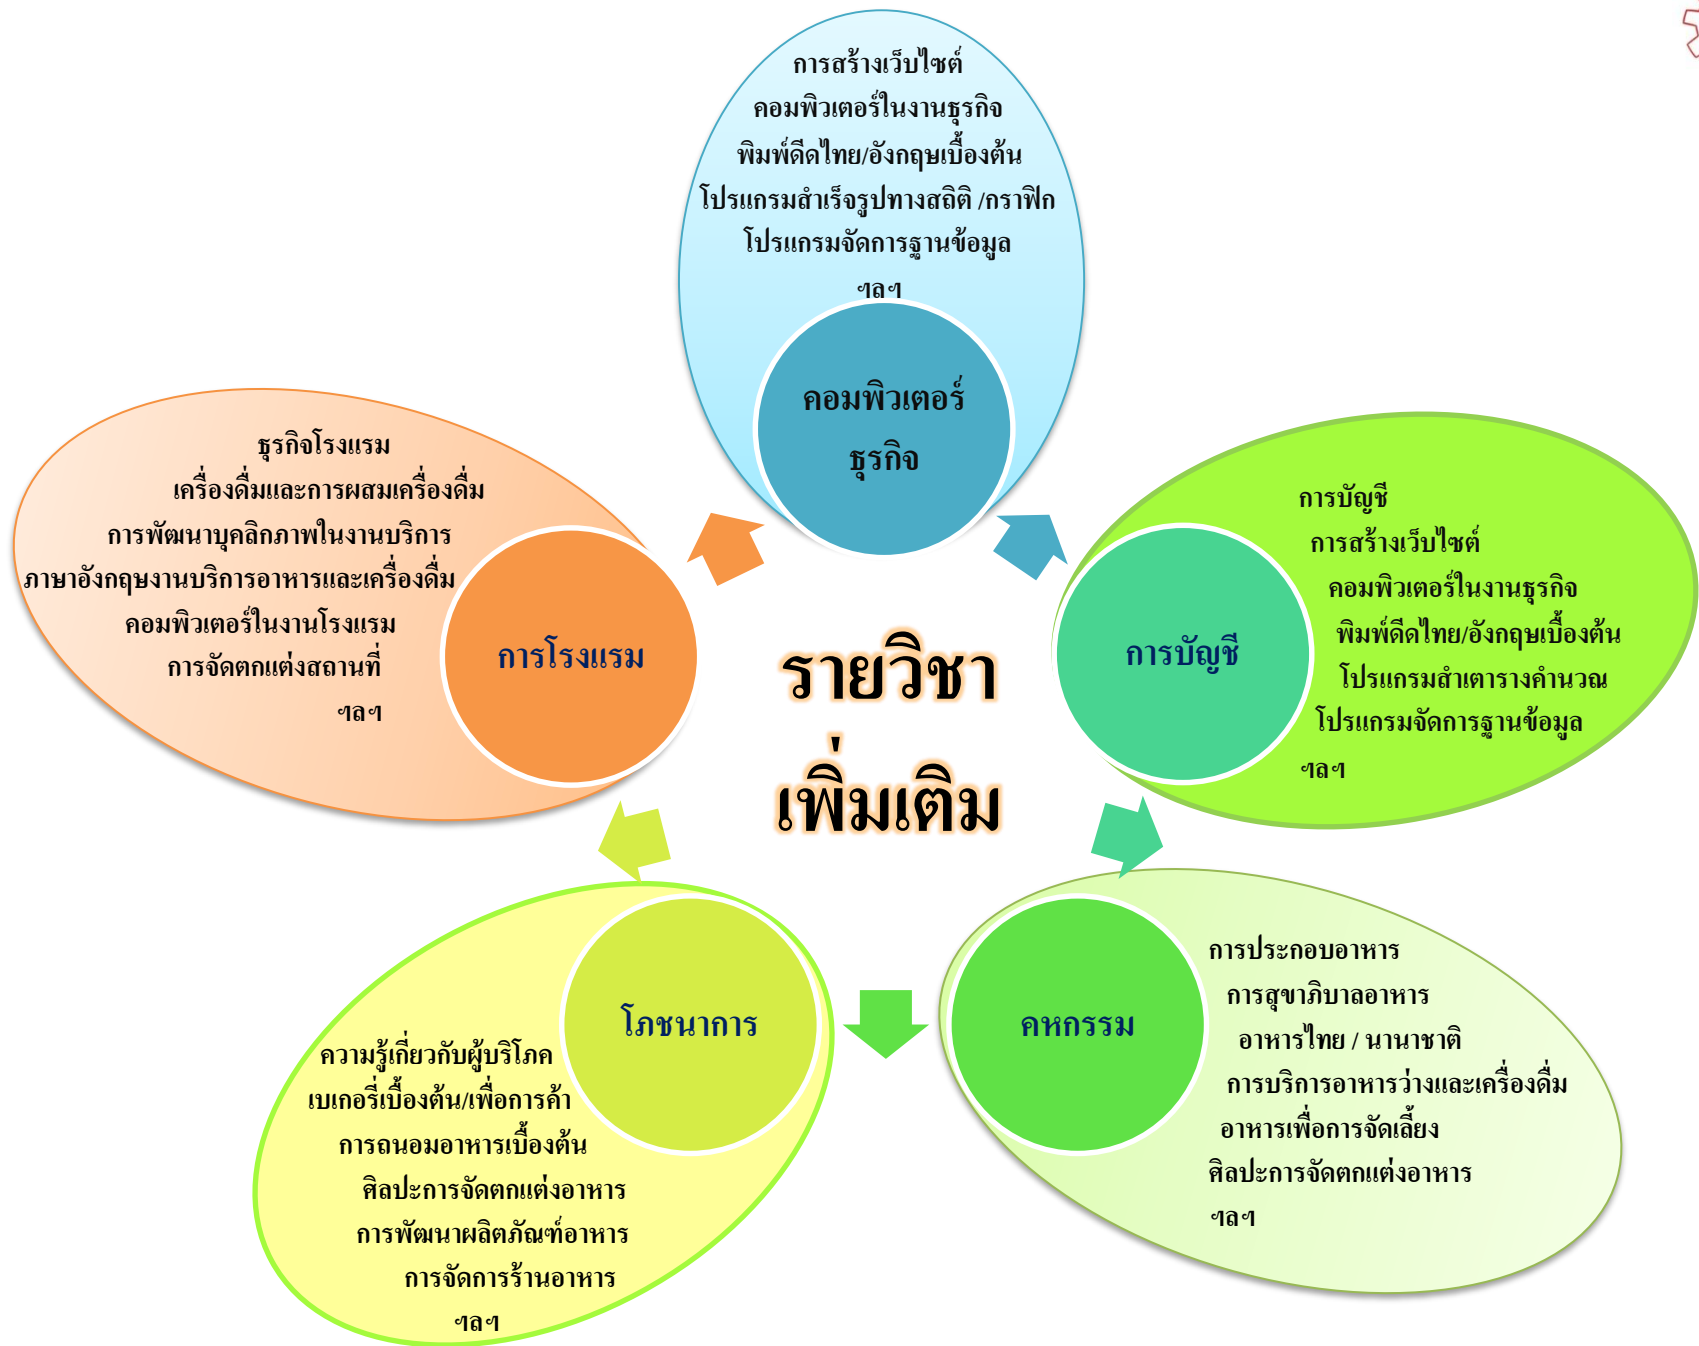 การสร้างเว็บไซต์
คอมพิวเตอร์ในงานธุรกิจ
พิมพ์ดีดไทย/อังกฤษเบื้องต้น
โปรแกรมสำเร็จรูปทางสถิติ /กราฟิก
โปรแกรมจัดการฐานข้อมูล
ฯลฯ
คอมพิวเตอร์
ธุรกิจ
ธุรกิจโรงแรม
เครื่องดื่มและการผสมเครื่องดื่ม
การพัฒนาบุคลิกภาพในงานบริการ
ภาษาอังกฤษงานบริการอาหารและเครื่องดื่ม
คอมพิวเตอร์ในงานโรงแรม
การจัดตกแต่งสถานที่
ฯลฯ
การโรงแรม
รายวิชา
เพิ่มเติม
การบัญชี
การบัญชี
การสร้างเว็บไซต์
คอมพิวเตอร์ในงานธุรกิจ
พิมพ์ดีดไทย/อังกฤษเบื้องต้น
โปรแกรมสำเตารางคำนวณ
โปรแกรมจัดการฐานข้อมูล
ฯลฯ
โภชนาการ
ความรู้เกี่ยวกับผู้บริโภค
เบเกอรี่เบื้องต้น/เพื่อการค้า
การถนอมอาหารเบื้องต้น
ศิลปะการจัดตกแต่งอาหาร
การพัฒนาผลิตภัณฑ์อาหาร
การจัดการร้านอาหาร
ฯลฯ
คหกรรม
การประกอบอาหาร
การสุขาภิบาลอาหาร
อาหารไทย / นานาชาติ
การบริการอาหารว่างและเครื่องดื่ม
อาหารเพื่อการจัดเลี้ยง
ศิลปะการจัดตกแต่งอาหาร
ฯลฯ